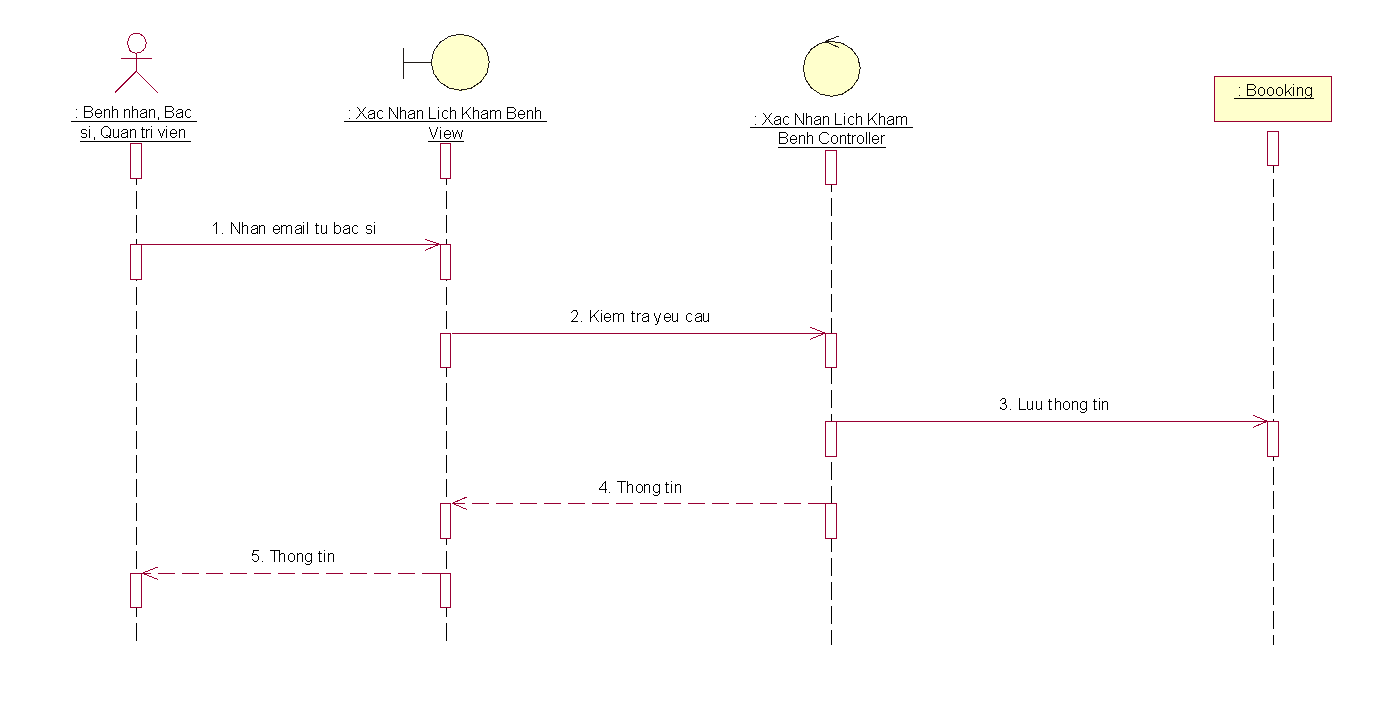 : Benh nhan, Bac
si, Quan tri vien
: Xac Nhan Lich Kham Benh
View
: Xac Nhan Lich Kham
Benh Controller
: Boooking
1. Nhan email tu bac si
2. Kiem tra yeu cau
3. Luu thong tin
4. Thong tin
5. Thong tin